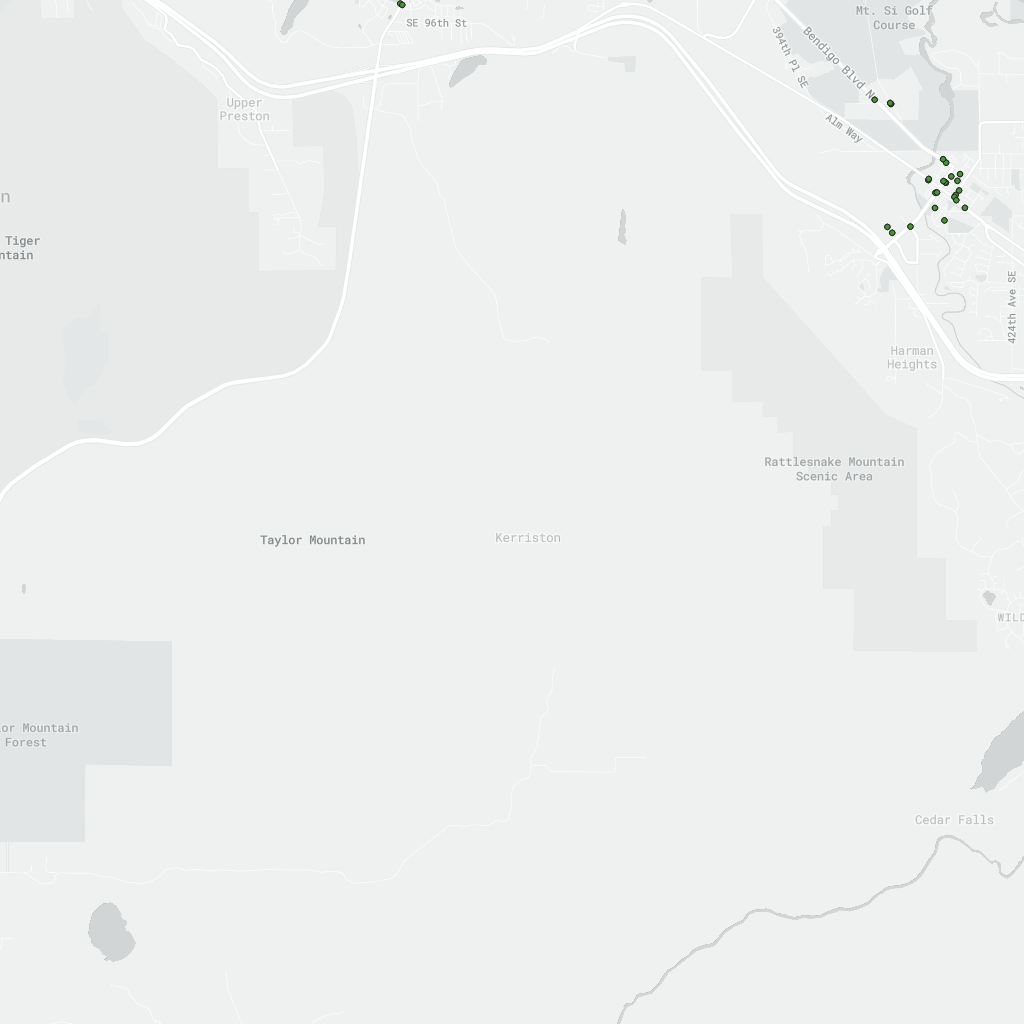 Mt. Si Golf
Course
SE 96th St
394th Pl SE
Bendigo Blvd N
Upper
Preston
Alm Way
n
Tiger
ntain
424th Ave SE
Harman
Heights
Rattlesnake Mountain
Scenic Area
Taylor Mountain
Kerriston
WILD
lor Mountain
Forest
Cedar Falls